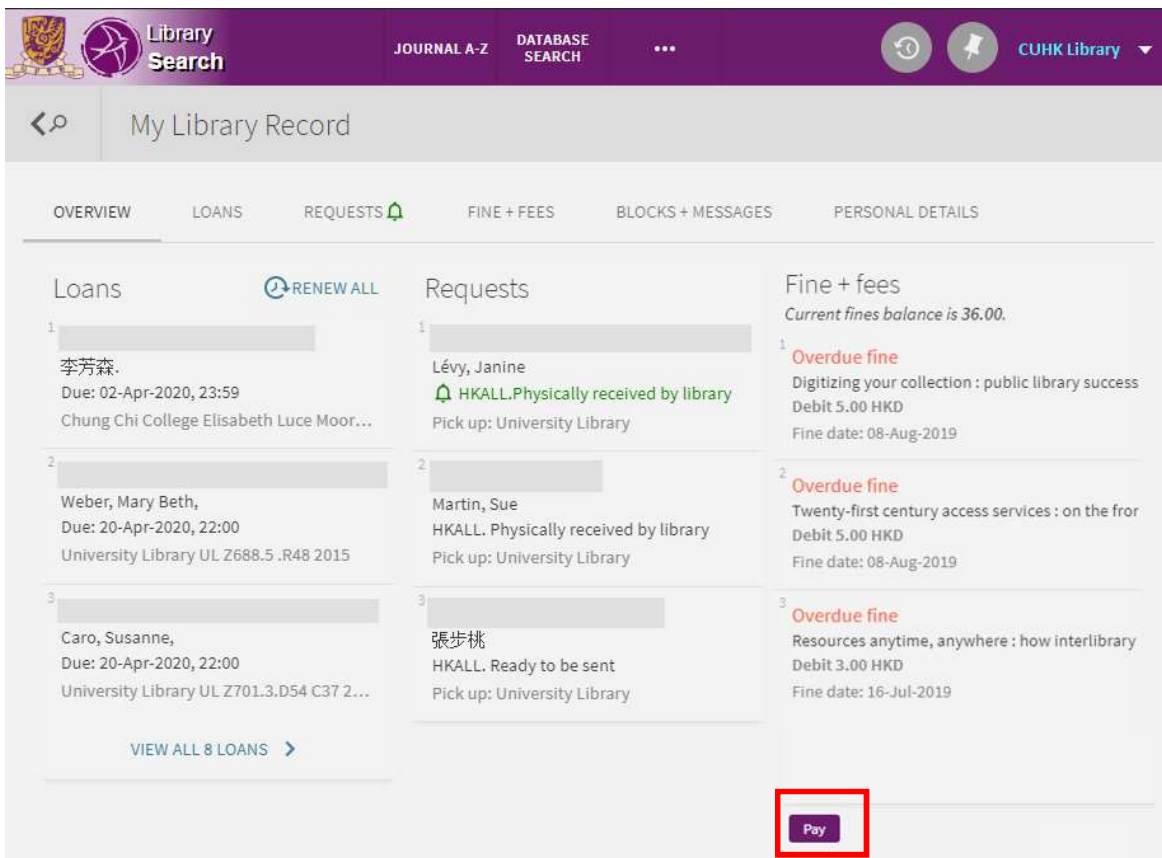 Library
Search
JOURNAL A-Z
DATABASE
SEARCH
•••
CUHK Library
My Library Record
OVERVIEW
LOANS
REQUESTS
FINE + FEES
BLOCKS + MESSAGES
PERSONAL DETAILS
Loans
RENEW ALL
1
李芳森.
Due: 02-Apr-2020, 23:59
Chung Chi College Elisabeth Luce Moor...
2
Weber, Mary Beth,
Due: 20-Apr-2020, 22:00
University Library UL Z688.5 .R48 2015
3
Caro, Susanne,
Due: 20-Apr-2020, 22:00
University Library UL Z701.3.D54 C37 2...
VIEW ALL 8 LOANS
Requests
1
Lévy, Janine
HKALL.Physically received by library
Pick up: University Library
2
Martin, Sue
HKALL. Physically received by library
Pick up: University Library
3
張步桃
HKALL. Ready to be sent
Pick up: University Library
Fine + fees
Current fines balance is 36.00.
1
Overdue fine
Digitizing your collection : public library success
Debit 5.00 HKD
Fine date: 08-Aug-2019
2
Overdue fine
Twenty-first century access services : on the fror
Debit 5.00 HKD
Fine date: 08-Aug-2019
3
Overdue fine
Resources anytime, anywhere : how interlibrary
Debit 3.00 HKD
Fine date: 16-Jul-2019
Pay